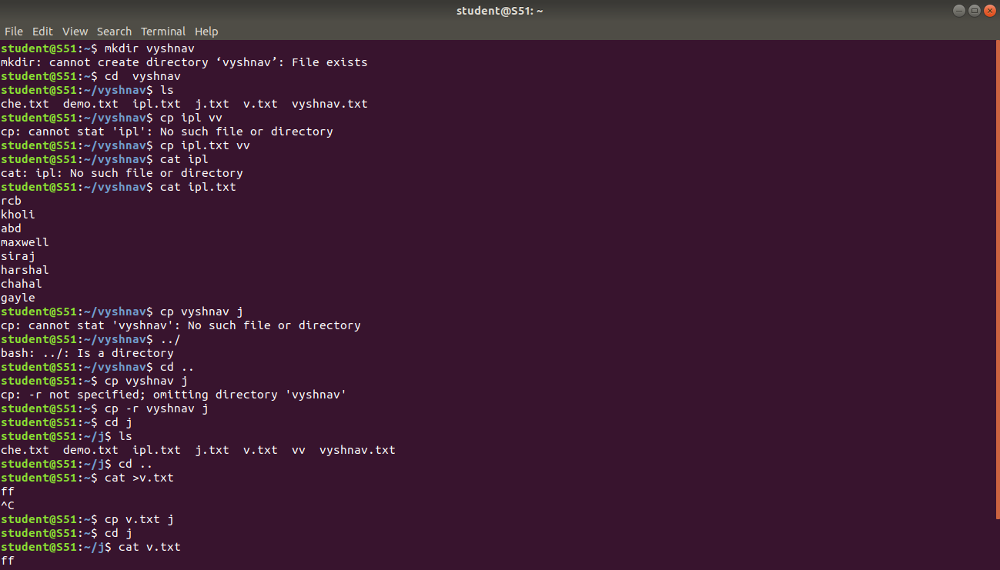 student@S51: ~
File Edit View Search Terminal Help
student@S51:~$ mkdir vyshnav
mkdir: cannot create directory ‘vyshnav’: File exists
student@S51:~$ cd  vyshnav
student@S51:~/vyshnav$ ls
che.txt  demo.txt  ipl.txt  j.txt  v.txt  vyshnav.txt
student@S51:~/vyshnav$ cp ipl vv
cp: cannot stat 'ipl': No such file or directory
student@S51:~/vyshnav$ cp ipl.txt vv
student@S51:~/vyshnav$ cat ipl
cat: ipl: No such file or directory
student@S51:~/vyshnav$ cat ipl.txt
rcb
kholi
abd
maxwell
siraj
harshal
chahal
gayle
student@S51:~/vyshnav$ cp vyshnav j
cp: cannot stat 'vyshnav': No such file or directory
student@S51:~/vyshnav$ ../
bash: ../: Is a directory
student@S51:~/vyshnav$ cd ..
student@S51:~$ cp vyshnav j
cp: -r not specified; omitting directory 'vyshnav'
student@S51:~$ cp -r vyshnav j
student@S51:~$ cd j
student@S51:~/j$ ls
che.txt  demo.txt  ipl.txt  j.txt  v.txt  vv  vyshnav.txt
student@S51:~/j$ cd ..
student@S51:~$ cat >v.txt
ff
^C
student@S51:~$ cp v.txt j
student@S51:~$ cd j
student@S51:~/j$ cat v.txt
ff